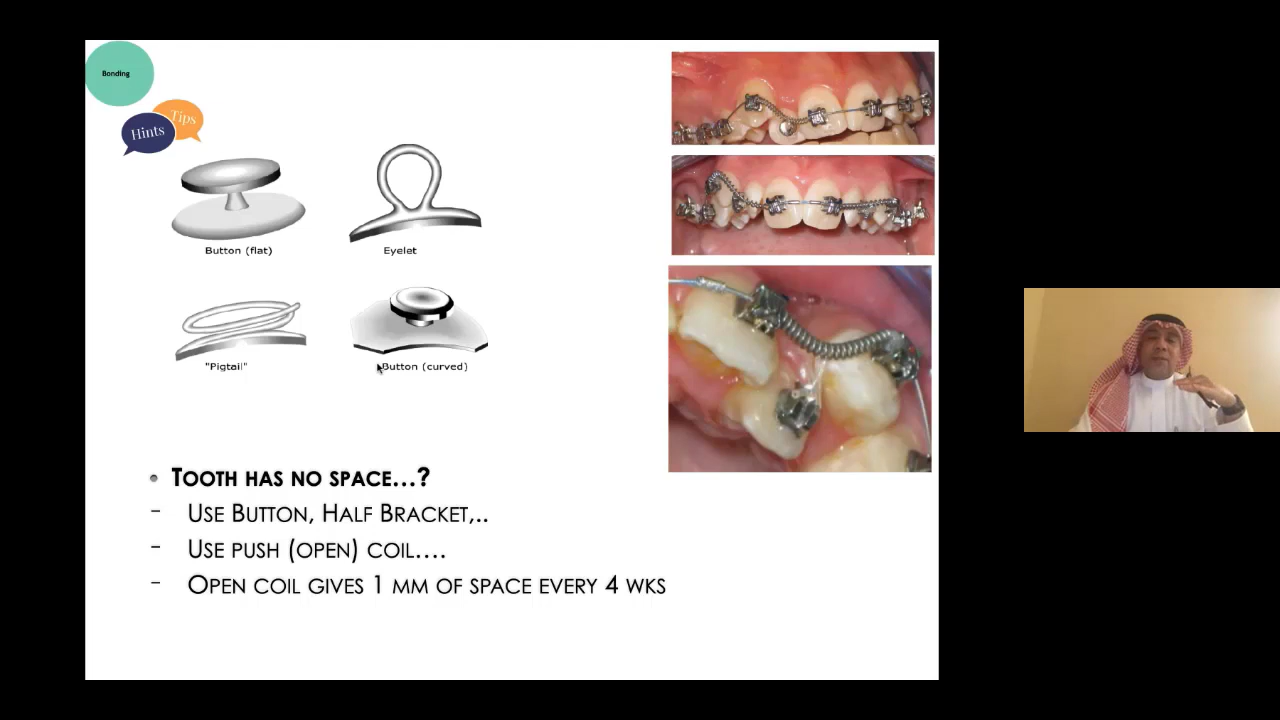 Bonding
Hints
Tips
Button (flat)
Eyelet
"Pigtail"
Button (curved)
TOOTH HAS NO SPACE...?
USE BUTTON, HALF BRACKET,..
USE PUSH (OPEN) COIL....
OPEN COIL GIVES 1 MM OF SPACE EVERY 4 WKS